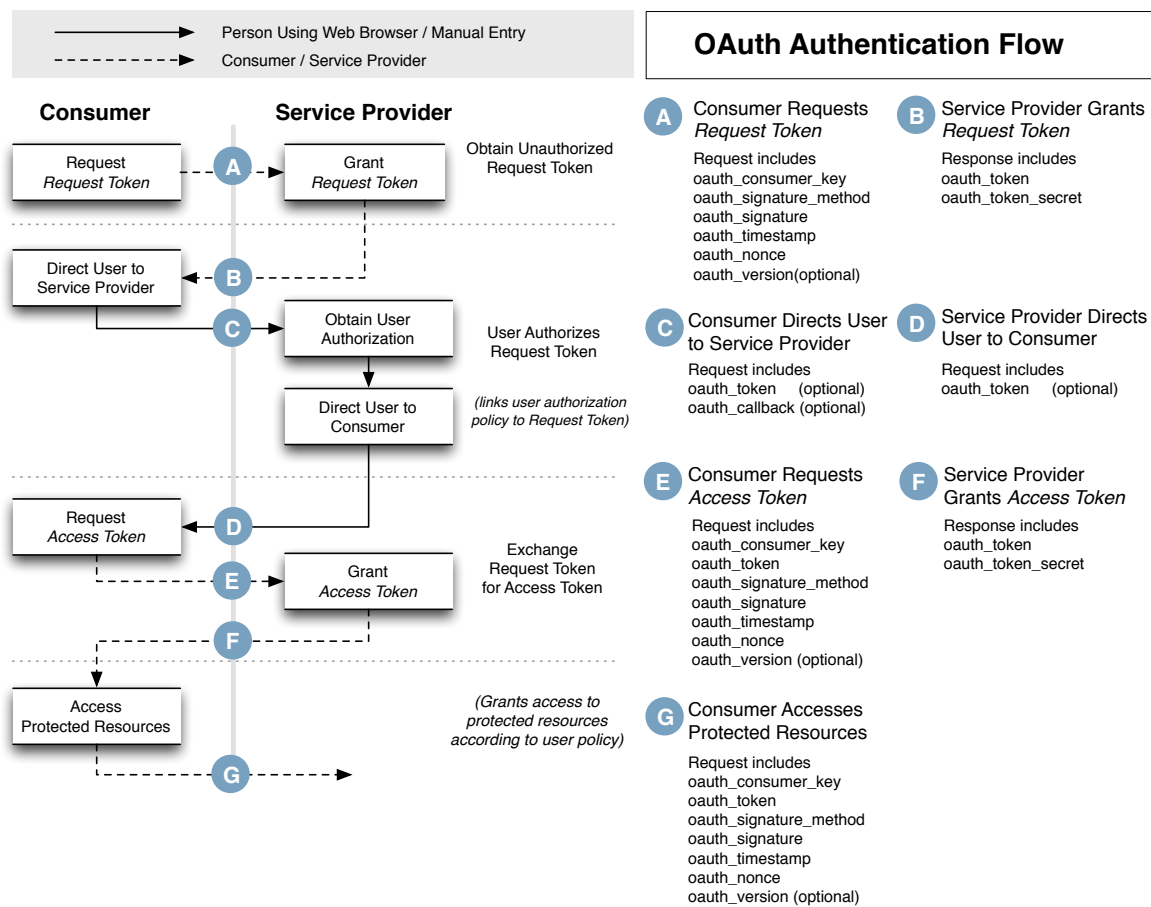 Person Using Web Browser / Manual Entry
Consumer / Service Provider
OAuth Authentication Flow
Consumer
Service Provider
Request
Request Token
A
Grant
Request Token
Obtain Unauthorized
Request Token
Direct User to
Service Provider
B
C
Obtain User
Authorization
User Authorizes
Request Token
Direct User to
Consumer
(links user authorization
policy to Request Token)
Request
Access Token
D
E
Grant
Access Token
Exchange
Request Token
for Access Token
F
Access
Protected Resources
(Grants access to
protected resources
according to user policy)
G
A
Consumer Requests
Request Token
Request includes
oauth_consumer_key
oauth_signature_method
oauth_signature
oauth_timestamp
oauth_nonce
oauth_version(optional)
B
Service Provider Grants
Request Token
Response includes
oauth_token
oauth_token_secret
C
Consumer Directs User
to Service Provider
Request includes
oauth_token (optional)
oauth_callback (optional)
D
Service Provider Directs
User to Consumer
Request includes
oauth_token (optional)
E
Consumer Requests
Access Token
Request includes
oauth_consumer_key
oauth_token
oauth_signature_method
oauth_signature
oauth_timestamp
oauth_nonce
oauth_version (optional)
F
Service Provider
Grants Access Token
Response includes
oauth_token
oauth_token_secret
G
Consumer Accesses
Protected Resources
Request includes
oauth_consumer_key
oauth_token
oauth_signature_method
oauth_signature
oauth_timestamp
oauth_nonce
oauth_version (optional)